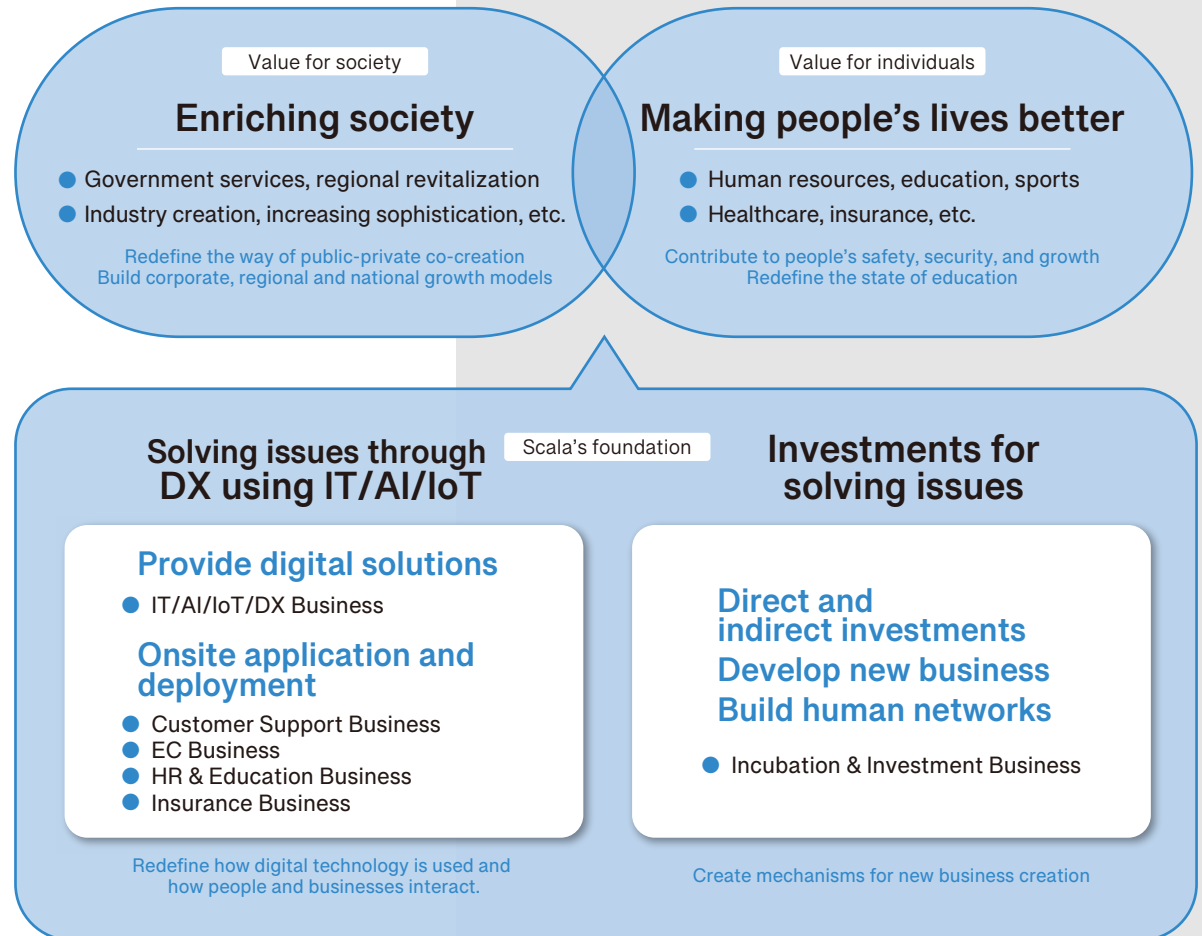 Value for society
Enriching society
Government services, regional revitalization
Industry creation, increasing sophistication, etc.
Redefine the way of public-private co-creation
Build corporate, regional and national growth models
Value for individuals
Making people's lives better
Human resources, education, sports
Healthcare, insurance, etc.
Contribute to people's safety, security, and growth
Redefine the state of education
Scala's foundation
Solving issues through
DX using IT/AI/IoT
Provide digital solutions
IT/AI/IoT/DX Business
Onsite application and
deployment
Customer Support Business
EC Business
HR & Education Business
Insurance Business
Redefine how digital technology is used and
how people and businesses interact.
Investments for
solving issues
Direct and
indirect investments
Develop new business
Build human networks
Incubation & Investment Business
Create mechanisms for new business creation